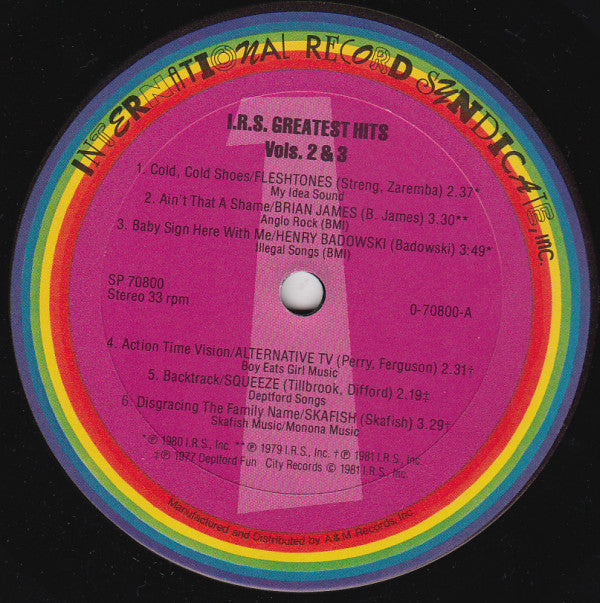 INTERNATIONAL RECORD SYNDICATE, INC.
1
I.R.S. GREATEST HITS
Vols. 2 & 3
1. Cold, Cold Shoes/FLESHTONES (Streng, Zaremba) 2.37*
My Idea Sound
2. Ain't That A Shame/BRIAN JAMES (B. James) 3.30**
Anglo Rock (BMI)
3. Baby Sign Here With Me/HENRY BADOWSKI (Badowski) 3:49*
Illegal Songs (BMI)
SP 70800
Stereo 33 rpm
0-70800-A
4. Action Time Vision/ALTERNATIVE TV (Perry, Ferguson) 2.31†
Boy Eats Girl Music
5. Backtrack/SQUEEZE (Tillbrook, Difford) 2.19‡
Deptford Songs
6. Disgracing The Family Name/SKAFISH (Skafish) 3.29†
Skafish Music/Monona Music
*℗ 1980 I.R.S., Inc. **℗ 1979 I.R.S., Inc. †℗ 1981 I.R.S., Inc.
‡℗ 1977 Deptford Fun City Records © 1981 I.R.S., Inc.
Manufactured and Distributed by A&M Records, Inc.